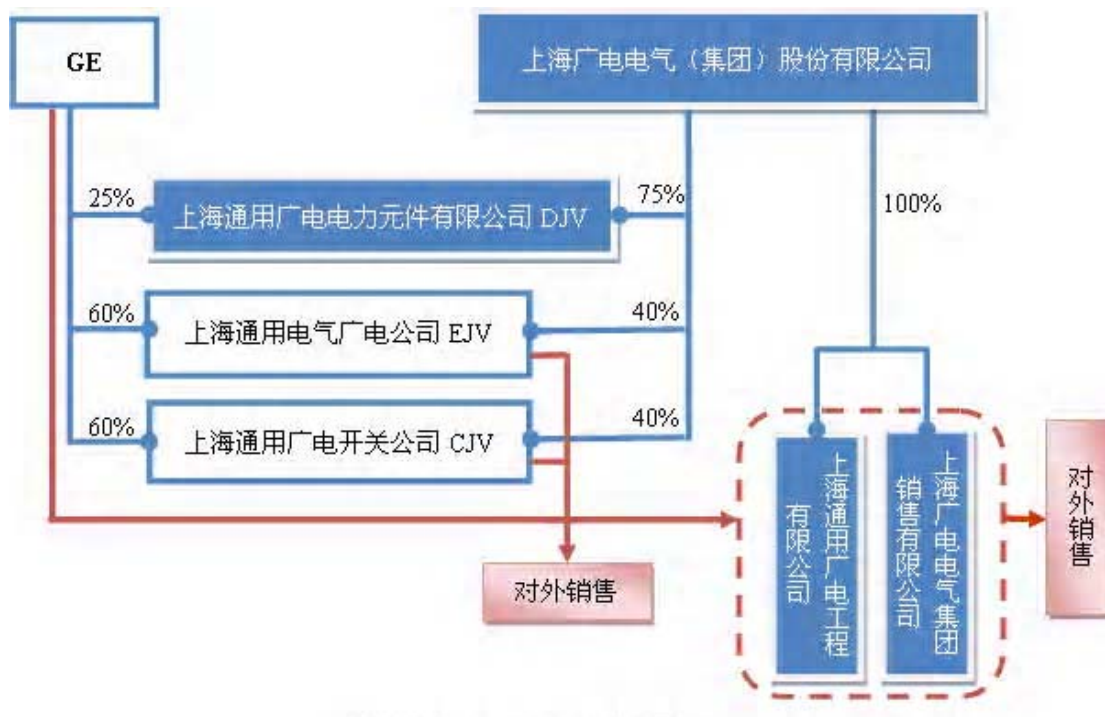 GE
上海广电电气（集团）股份有限公司
25%
上海通用广电电力元件有限公司 DJV
75%
100%
60%
上海通用电气广电公司 EJV
40%
60%
上海通用广电开关公司 CJV
40%
对外销售
上海通用广电工程
有限公司
上海广电电气集团
销售有限公司
对外销售